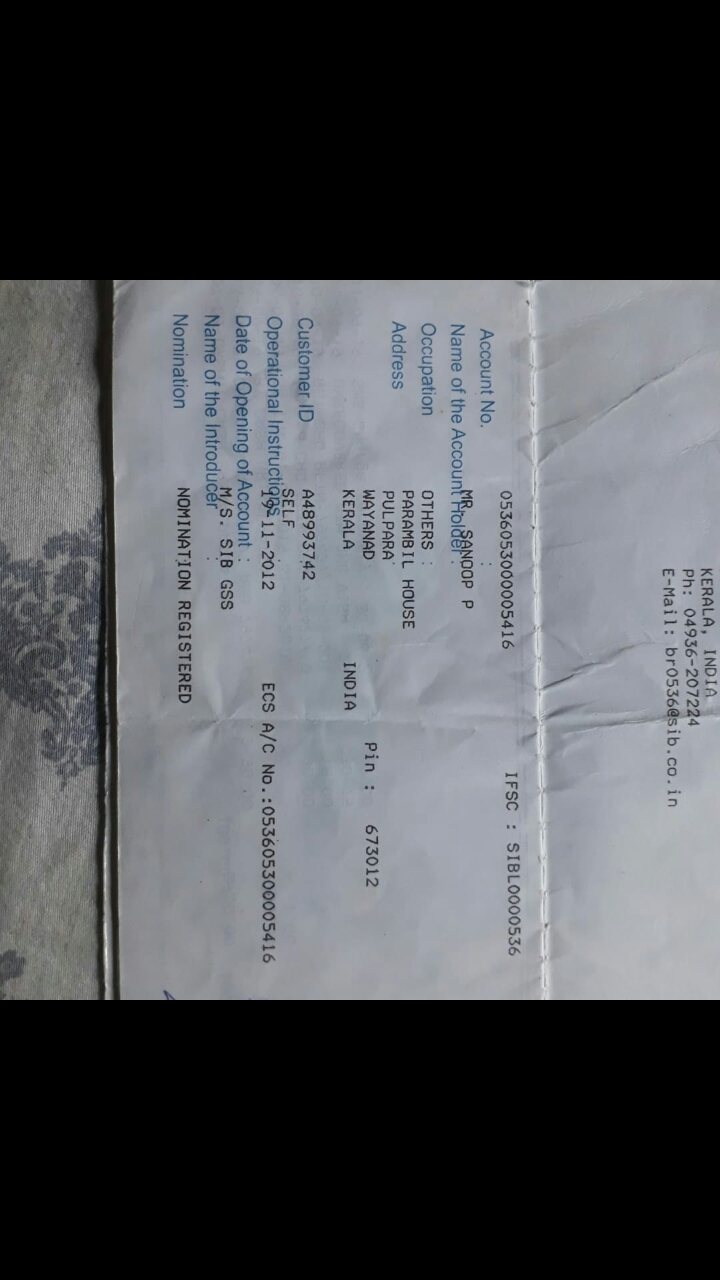 KERALA, INDIA
Ph: 04936-207224
E-Mail: br0536@sib.co.in
Account No. : 0536053000005416 IFSC : SIBL0000536
Name of the Account Holder : MR. SANOOP P
Occupation : OTHERS
Address : PARAMBIL HOUSE
PULPARA
WAYANAD Pin : 673012
KERALA INDIA
Customer ID : A48993742
Operational Instructions : SELF
Date of Opening of Account : 19-11-2012 ECS A/C No.:0536053000005416
Name of the Introducer : M/S. SIB GSS
Nomination : NOMINATION REGISTERED